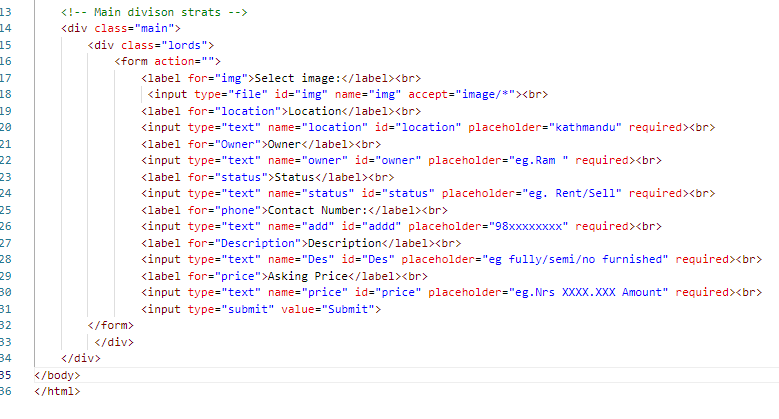 13 <!-- Main divison strats -->
14 <div class="main">
15 <div class="lords">
16 <form action="">
17 <label for="img">Select image:</label><br>
18 <input type="file" id="img" name="img" accept="image/*"><br>
19 <label for="location">Location</label><br>
20 <input type="text" name="location" id="location" placeholder="kathmandu" required><br>
21 <label for="Owner">Owner</label><br>
22 <input type="text" name="owner" id="owner" placeholder="eg.Ram " required><br>
23 <label for="status">Status</label><br>
24 <input type="text" name="status" id="status" placeholder="eg. Rent/Sell" required><br>
25 <label for="phone">Contact Number:</label><br>
26 <input type="text" name="add" id="addd" placeholder="98xxxxxxxx" required><br>
27 <label for="Description">Description</label><br>
28 <input type="text" name="Des" id="Des" placeholder="eg fully/semi/no furnished" required><br>
29 <label for="price">Asking Price</label><br>
30 <input type="text" name="price" id="price" placeholder="eg.Nrs XXXX.XXX Amount" required><br>
31 <input type="submit" value="Submit">
32 </form>
33 </div>
34 </div>
35 </body>
36 </html>